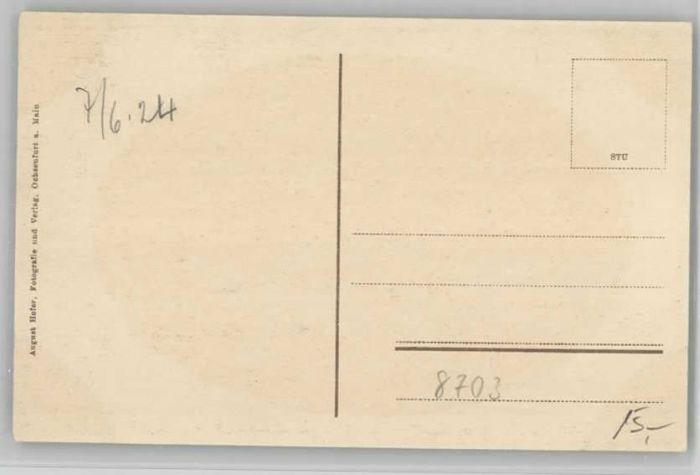 7/6.24
August Hofer, Fotografie und Verlag, Ochsenfurt a. Main
STU
8703
15,-